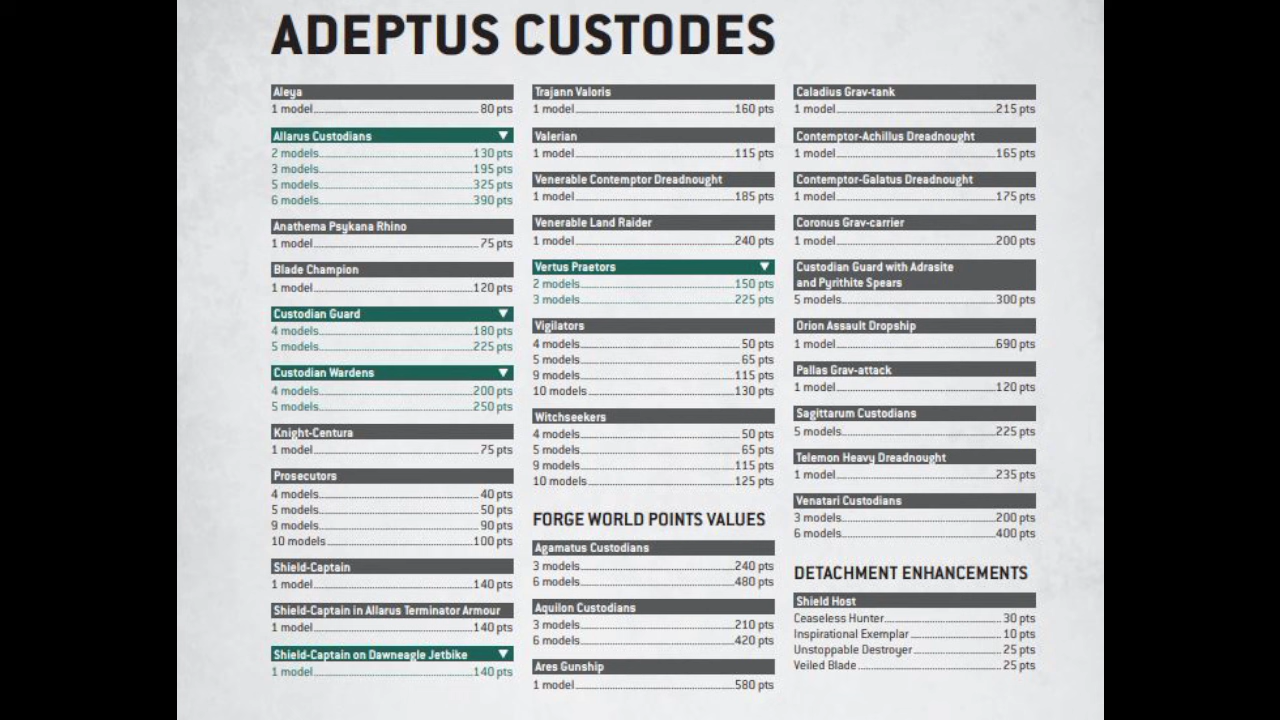 ADEPTUS CUSTODES
Aleya
1 model 80 pts
Allarus Custodians ▼
2 models 130 pts
3 models 195 pts
5 models 325 pts
6 models 390 pts
Anathema Psykana Rhino
1 model 75 pts
Blade Champion
1 model 120 pts
Custodian Guard ▼
4 models 180 pts
5 models 225 pts
Custodian Wardens ▼
4 models 200 pts
5 models 250 pts
Knight-Centura
1 model 75 pts
Prosecutors
4 models 40 pts
5 models 50 pts
9 models 90 pts
10 models 100 pts
Shield-Captain
1 model 140 pts
Shield-Captain in Allarus Terminator Armour
1 model 140 pts
Shield-Captain on Dawneagle Jetbike ▼
1 model 140 pts
Trajann Valoris
1 model 160 pts
Valerian
1 model 115 pts
Venerable Contemptor Dreadnought
1 model 185 pts
Venerable Land Raider
1 model 240 pts
Vertus Praetors ▼
2 models 150 pts
3 models 225 pts
Vigilators
4 models 50 pts
5 models 65 pts
9 models 115 pts
10 models 130 pts
Witchseekers
4 models 50 pts
5 models 65 pts
9 models 115 pts
10 models 125 pts
FORGE WORLD POINTS VALUES
Agamatus Custodians
3 models 240 pts
6 models 480 pts
Aquilon Custodians
3 models 210 pts
6 models 420 pts
Ares Gunship
1 model 580 pts
Caladius Grav-tank
1 model 215 pts
Contemptor-Achillus Dreadnought
1 model 165 pts
Contemptor-Galatus Dreadnought
1 model 175 pts
Coronus Grav-carrier
1 model 200 pts
Custodian Guard with Adrasite
and Pyrithite Spears
5 models 300 pts
Orion Assault Dropship
1 model 690 pts
Pallas Grav-attack
1 model 120 pts
Sagittarum Custodians
5 models 225 pts
Telemon Heavy Dreadnought
1 model 235 pts
Venatari Custodians
3 models 200 pts
6 models 400 pts
DETACHMENT ENHANCEMENTS
Shield Host
Ceaseless Hunter 30 pts
Inspirational Exemplar 10 pts
Unstoppable Destroyer 25 pts
Veiled Blade 25 pts